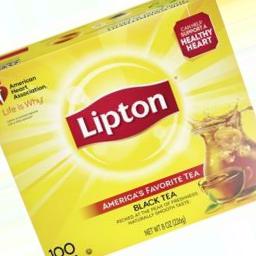 American
Heart
Association®
Life is Why™
CAN HELP
SUPPORT A
HEALTHY
HEART
Lipton
AMERICA'S FAVORITE TEA
BLACK TEA
PICKED AT THE PEAK OF FRESHNESS
NATURALLY SMOOTH TASTE
100
NET WT 8 OZ (226g)